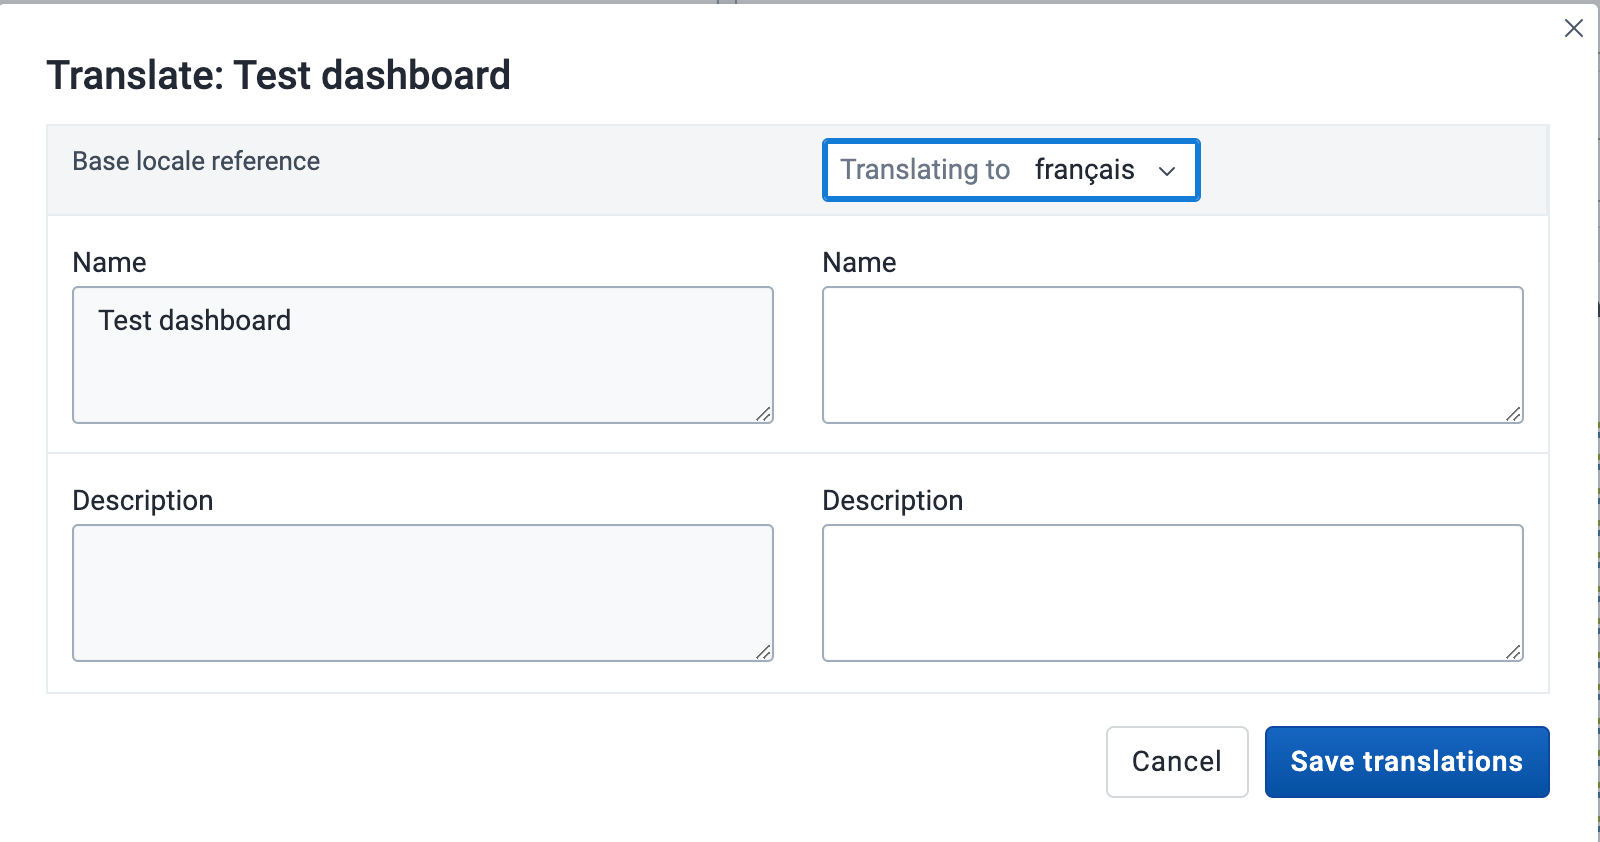 Translate: Test dashboard
Base locale reference
Translating to français
Name
Name
Test dashboard
Description
Description
Cancel
Save translations